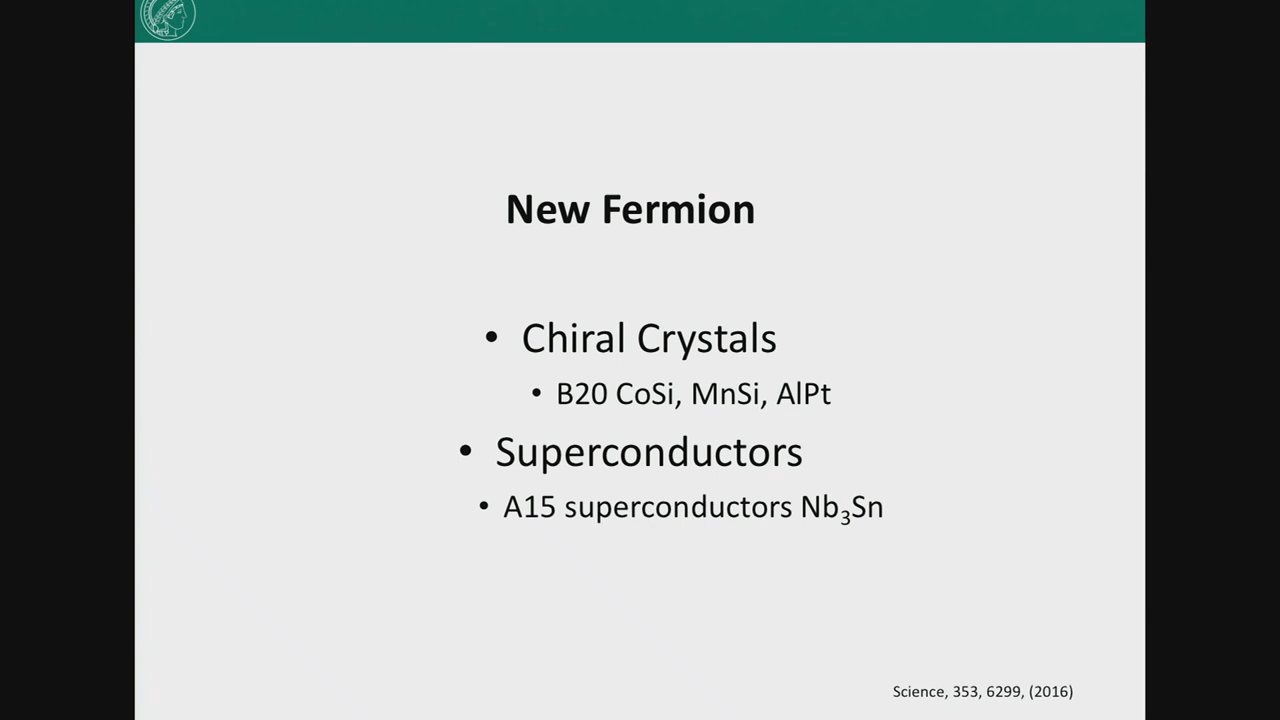 New Fermion
• Chiral Crystals
• B20 CoSi, MnSi, AlPt
• Superconductors
• A15 superconductors Nb₃Sn
Science, 353, 6299, (2016)